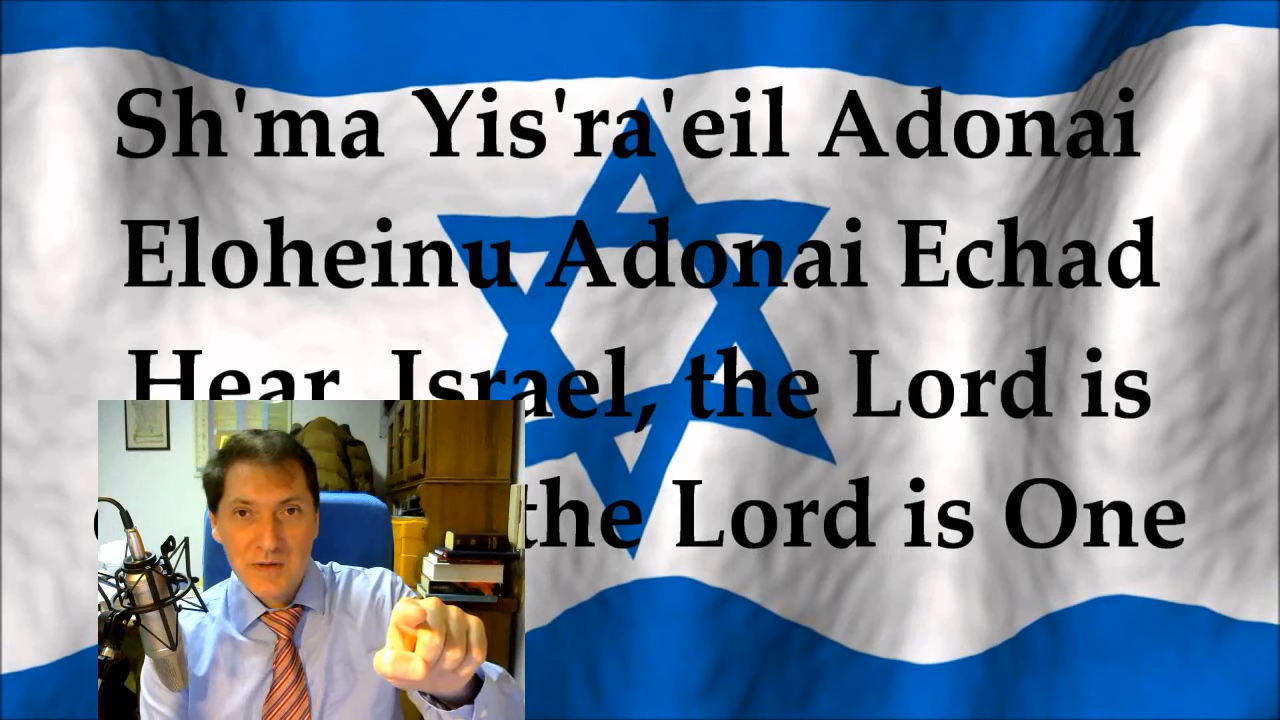 Sh'ma Yis'ra'eil Adonai
Eloheinu Adonai Echad
Hear, Israel, the Lord is
the Lord is One